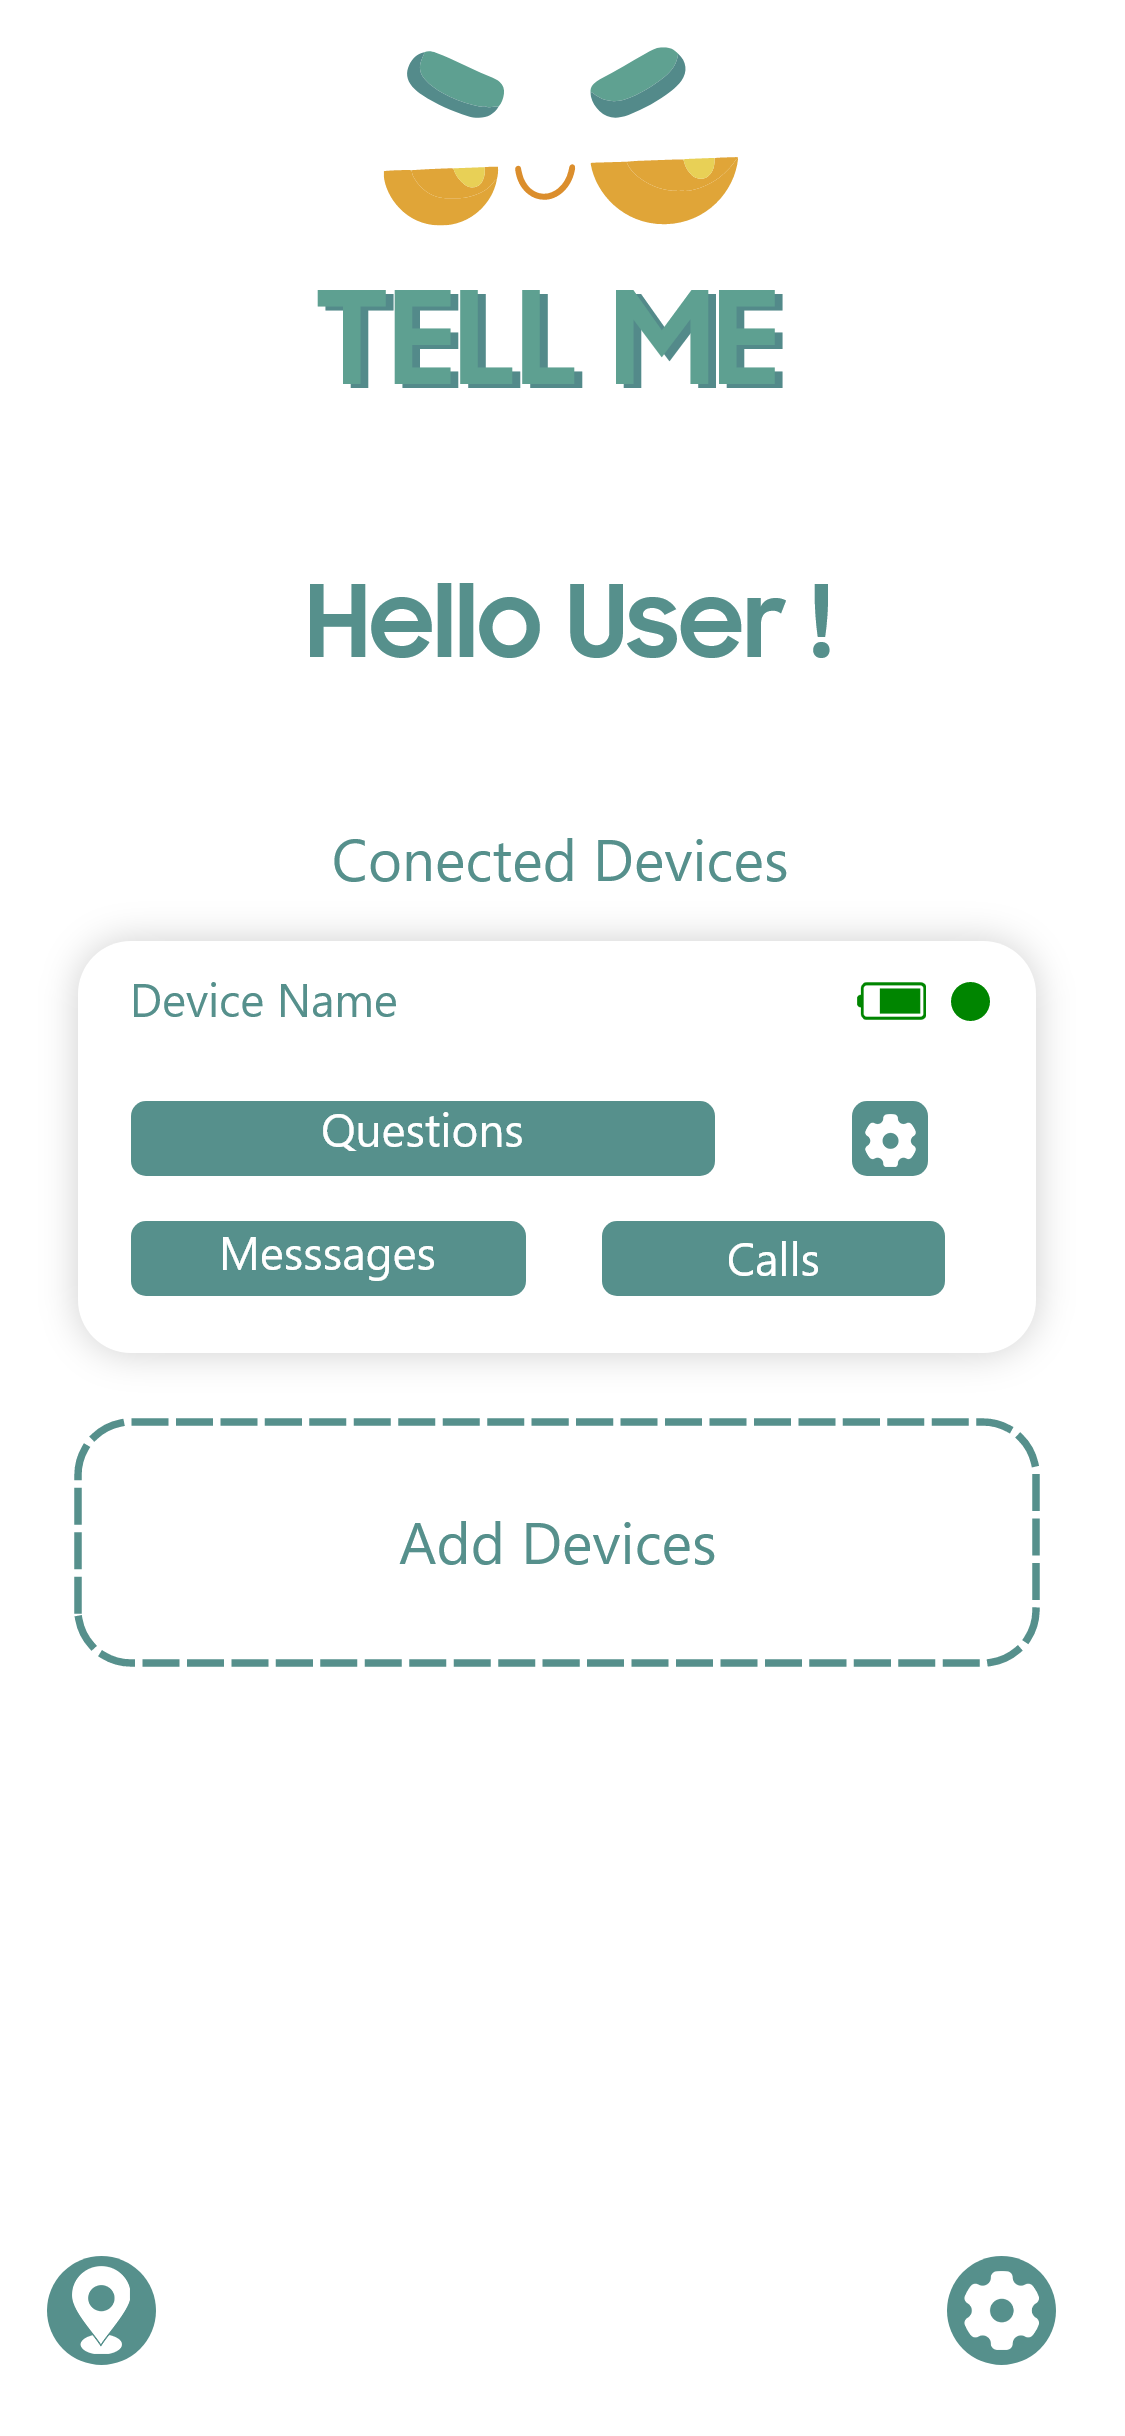 TELL ME
Hello User !
Conected Devices
Device Name
Questions
Messsages
Calls
Add Devices